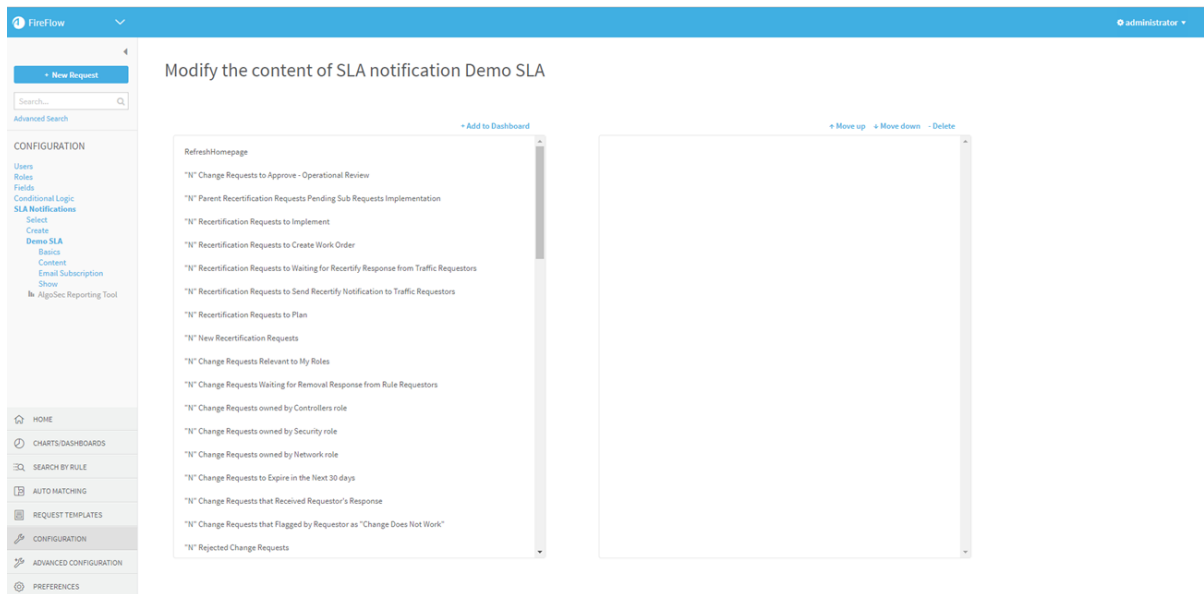 FireFlow
administrator
+ New Request
Search...
Advanced Search
CONFIGURATION
Users
Roles
Fields
Conditional Logic
SLA Notifications
Select
Create
Demo SLA
Basics
Content
Email Subscription
Show
AlgoSec Reporting Tool
HOME
CHARTS/DASHBOARDS
SEARCH BY RULE
AUTO MATCHING
REQUEST TEMPLATES
CONFIGURATION
ADVANCED CONFIGURATION
PREFERENCES
Modify the content of SLA notification Demo SLA
+ Add to Dashboard
RefreshHomepage
"N" Change Requests to Approve - Operational Review
"N" Parent Recertification Requests Pending Sub Requests Implementation
"N" Recertification Requests to Implement
"N" Recertification Requests to Create Work Order
"N" Recertification Requests to Waiting for Recertify Response from Traffic Requestors
"N" Recertification Requests to Send Recertify Notification to Traffic Requestors
"N" Recertification Requests to Plan
"N" New Recertification Requests
"N" Change Requests Relevant to My Roles
"N" Change Requests Waiting for Removal Response from Rule Requestors
"N" Change Requests owned by Controllers role
"N" Change Requests owned by Security role
"N" Change Requests owned by Network role
"N" Change Requests to Expire in the Next 30 days
"N" Change Requests that Received Requestor's Response
"N" Change Requests that Flagged by Requestor as "Change Does Not Work"
"N" Rejected Change Requests
↑ Move up ↓ Move down - Delete